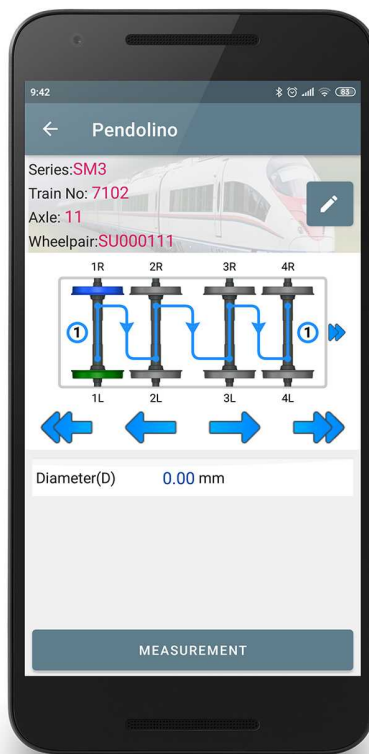 9:42
83
Pendolino
Series:SM3
Train No: 7102
Axle: 11
Wheelpair:SU000111
1R 2R 3R 4R
1 1
1L 2L 3L 4L
Diameter(D) 0.00 mm
MEASUREMENT